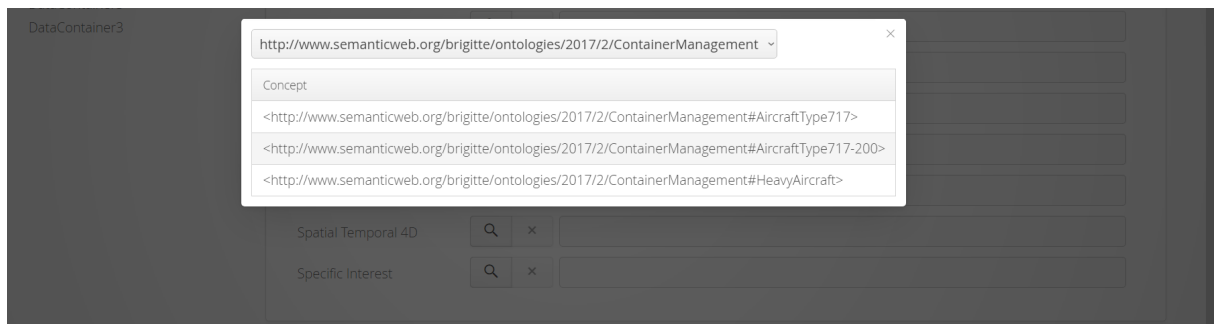 DataContainer3
http://www.semanticweb.org/brigitte/ontologies/2017/2/ContainerManagement
Concept
<http://www.semanticweb.org/brigitte/ontologies/2017/2/ContainerManagement#AircraftType717>
<http://www.semanticweb.org/brigitte/ontologies/2017/2/ContainerManagement#AircraftType717-200>
<http://www.semanticweb.org/brigitte/ontologies/2017/2/ContainerManagement#HeavyAircraft>
Spatial Temporal 4D
Specific Interest